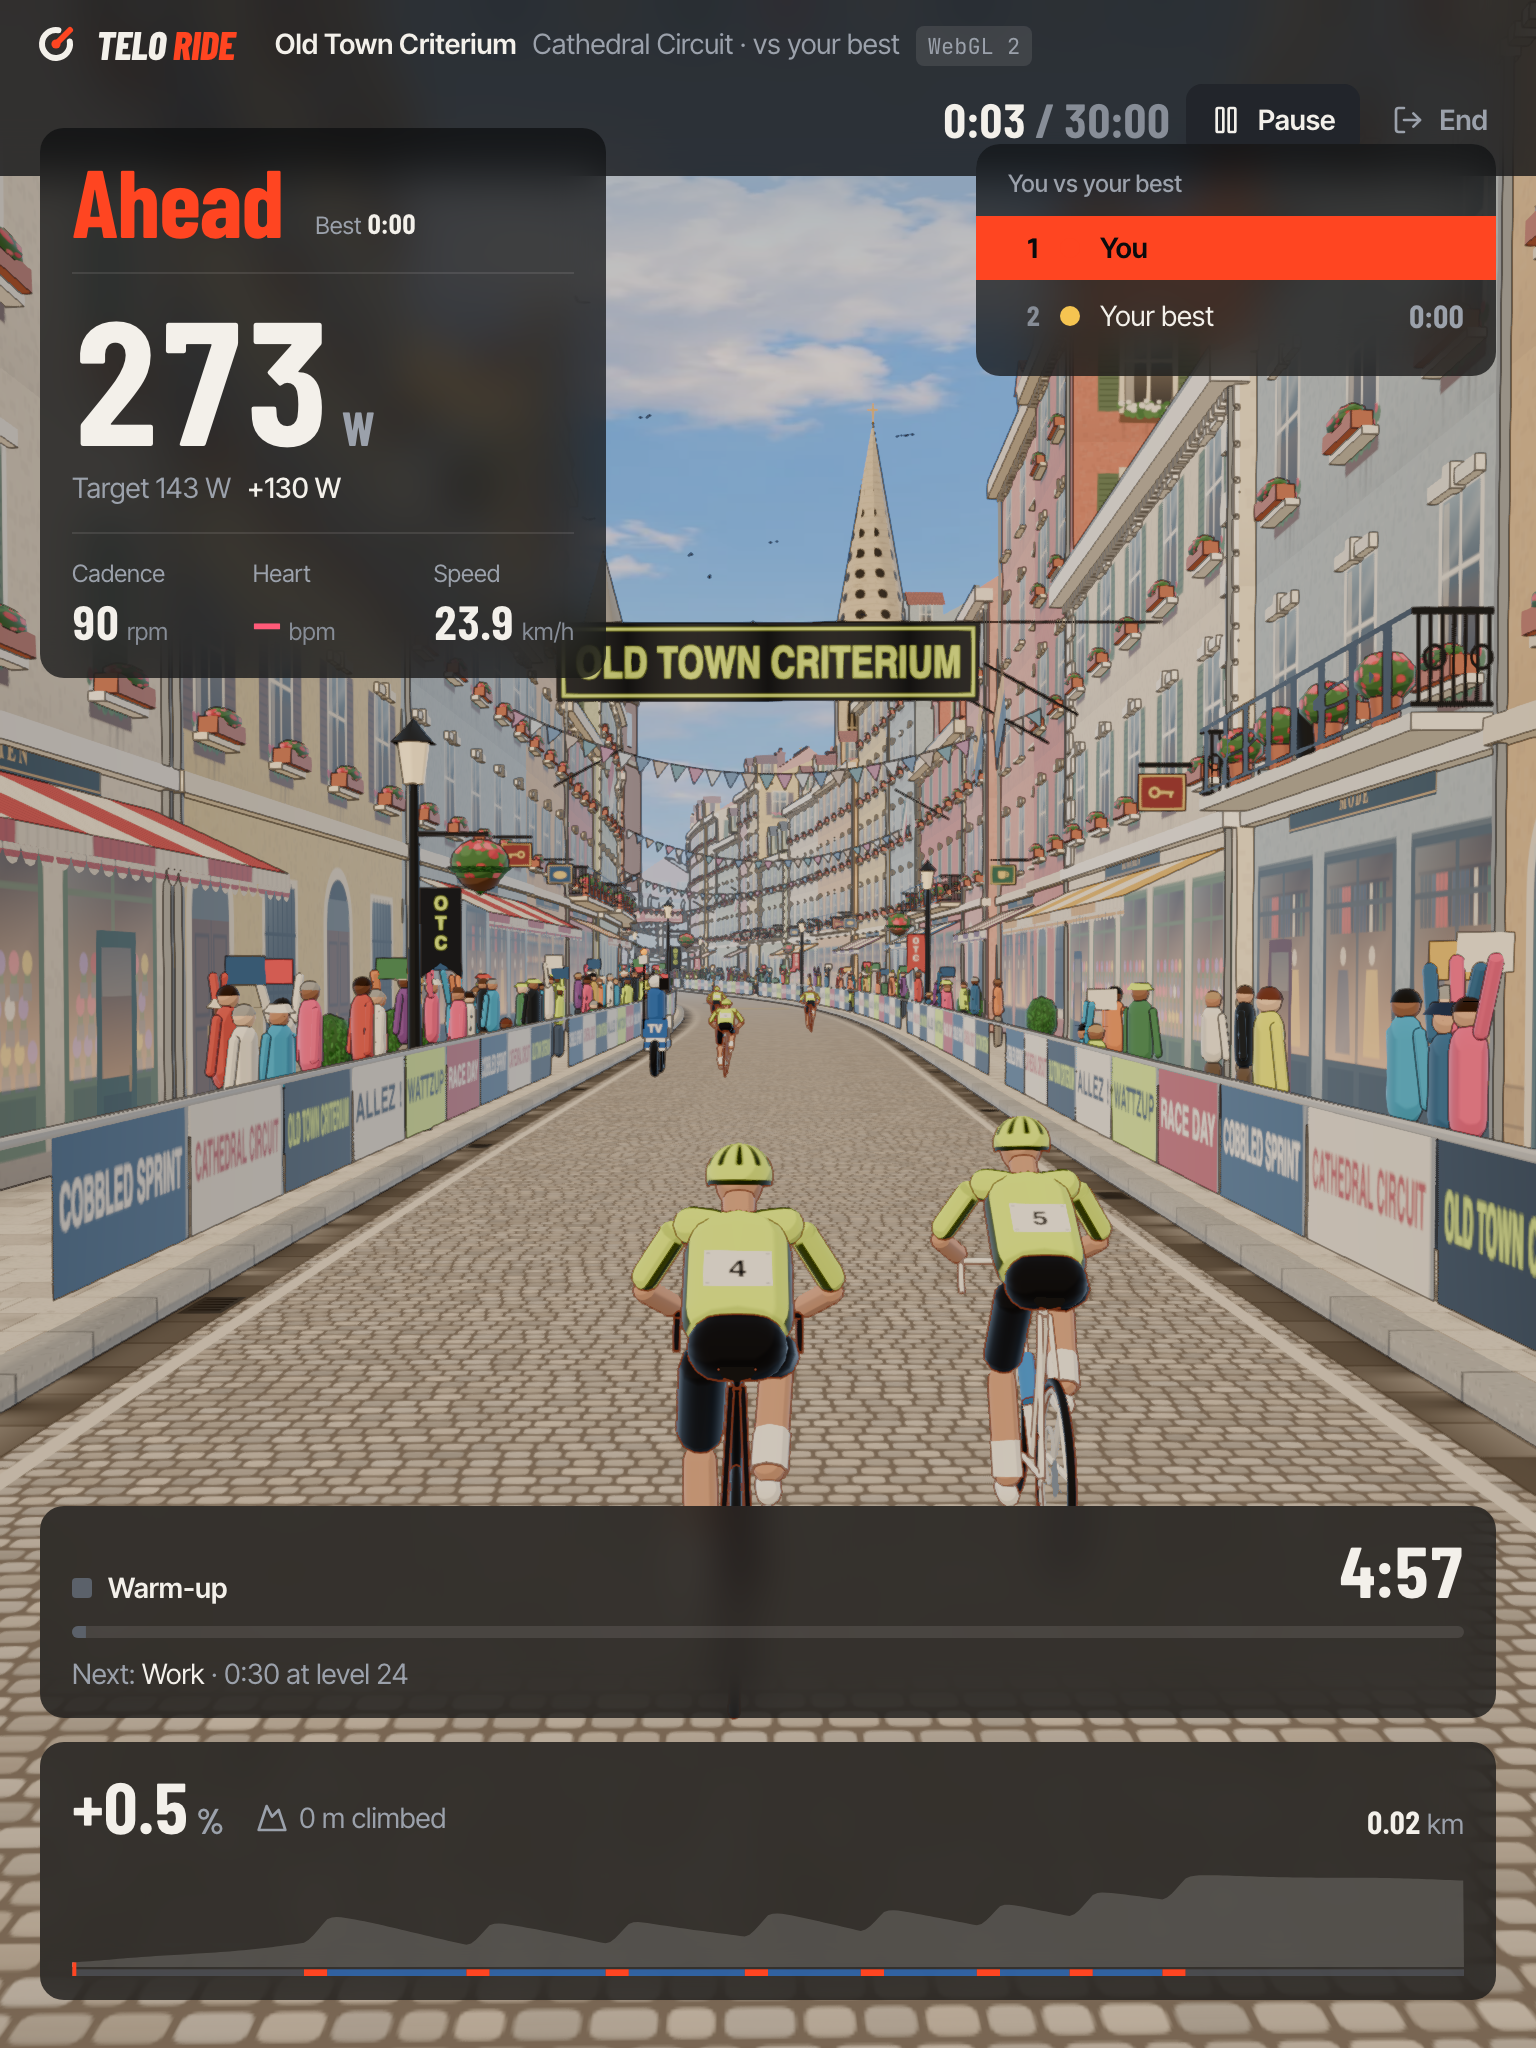 TELO RIDE Old Town Criterium Cathedral Circuit · vs your best WebGL 2
0:03 / 30:00 Pause End
Ahead Best 0:00
273 W
Target 143 W +130 W
Cadence Heart Speed
90 rpm — bpm 23.9 km/h
You vs your best
1 You
2 Your best 0:00
OLD TOWN CRITERIUM
MODE
OTC
OTC
TV
COBBLED SPRINT
CATHEDRAL CIRCUIT
OLD TOWN CRITERIUM
ALLEZ !
WATTZUP
RACE DAY
ALLEZ !
WATTZUP
RACE DAY
COBBLED SPRINT
CATHEDRAL CIRCUIT
OLD TOWN C
4
5
Warm-up 4:57
Next: Work · 0:30 at level 24
+0.5 % 0 m climbed 0.02 km